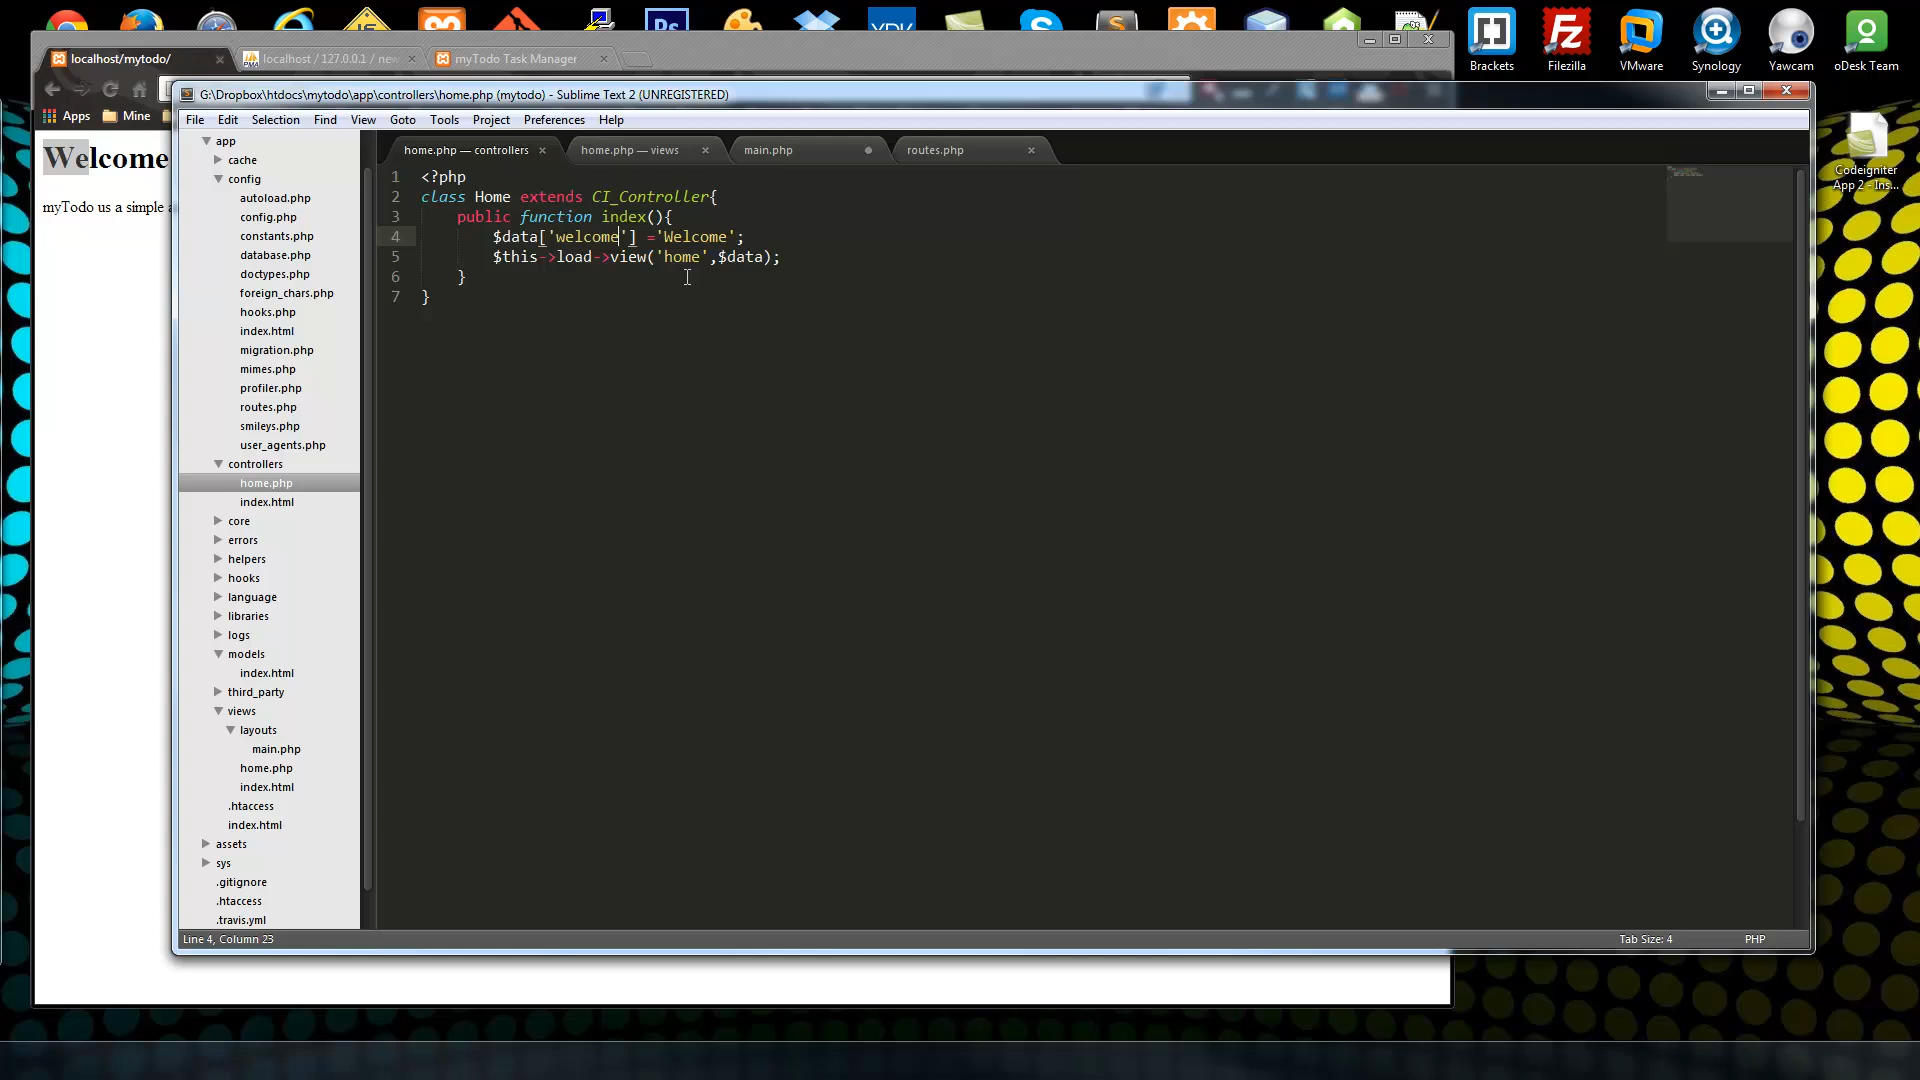 localhost/mytodo/
localhost / 127.0.0.1 / new
myTodo Task Manager
Apps
Mine
Welcome
myTodo us a simple a
Brackets
Filezilla
VMware
Synology
Yawcam
oDesk Team
Codeigniter
App 2 - Ins...
G:\Dropbox\htdocs\mytodo\app\controllers\home.php (mytodo) - Sublime Text 2 (UNREGISTERED)
File Edit Selection Find View Goto Tools Project Preferences Help
app
cache
config
autoload.php
config.php
constants.php
database.php
doctypes.php
foreign_chars.php
hooks.php
index.html
migration.php
mimes.php
profiler.php
routes.php
smileys.php
user_agents.php
controllers
home.php
index.html
core
errors
helpers
hooks
language
libraries
logs
models
index.html
third_party
views
layouts
main.php
home.php
index.html
.htaccess
index.html
assets
sys
.gitignore
.htaccess
.travis.yml
home.php — controllers
home.php — views
main.php
routes.php
1 <?php
2 class Home extends CI_Controller{
3 public function index(){
4 $data['welcome'] ='Welcome';
5 $this->load->view('home',$data);
6 }
7 }
Line 4, Column 23
Tab Size: 4
PHP